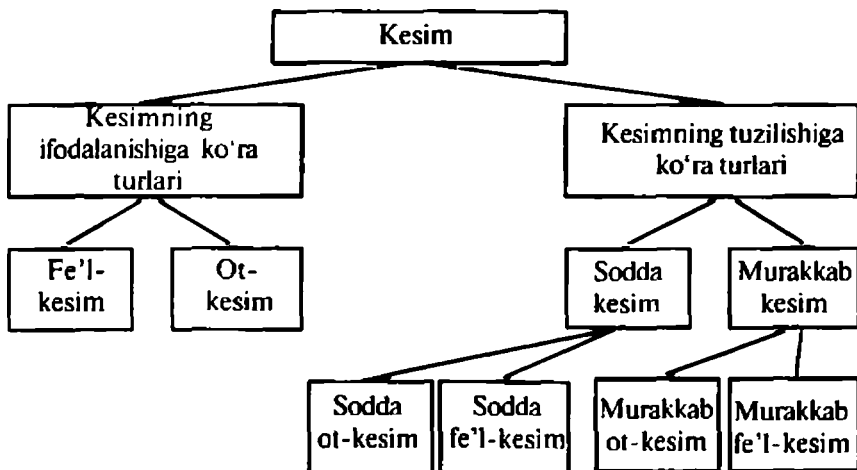 Kesim
Kesimning
ifodalanishiga ko‘ra
turlari
Kesimning tuzilishiga
ko‘ra turlari
Fe’l-
kesim
Ot-
kesim
Sodda
kesim
Murakkab
kesim
Sodda
ot-kesim
Sodda
fe’l-kesim
Murakkab
ot-kesim
Murakkab
fe’l-kesim